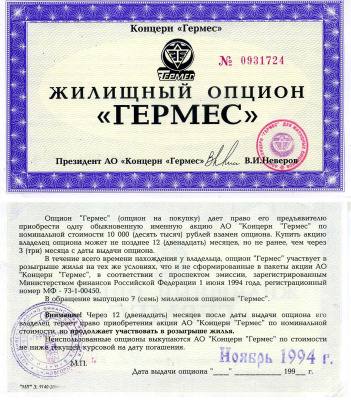 Концерн «Гермес»
ГЕРМЕС
№ 0931724
ЖИЛИЩНЫЙ ОПЦИОН
«ГЕРМЕС»
Президент АО "Концерн «Гермес» В.И.Неверов
Опцион "Гермес" (опцион на покупку) дает право его предъявителю
приобрести одну обыкновенную именную акцию АО "Концерн "Гермес" по
номинальной стоимости 10 000 (десять тысяч) рублей взамен опциона. Купить акцию
владелец опциона может не позднее 12 (двенадцати) месяцев, но не ранее, чем через
3 (три) месяца с даты выдачи опциона.
В течение всего времени нахождения у владельца, опцион "Гермес" участвует в
розыгрыше жилья на тех же условиях, что и не сформированные в пакеты акции АО
"Концерн "Гермес", в соответствии с проспектом эмиссии, зарегистрированным
Министерством финансов Российской Федерации 1 июня 1994 года, регистрационный
номер МФ - 73-1-00450.
В обращение выпущено 7 (семь) миллионов опционов "Гермес".
Внимание! Через 12 (двенадцать) месяцев после даты выдачи опциона его
владелец теряет право приобретения акции АО "Концерн "Гермес" по номинальной
стоимости, но продолжает участвовать в розыгрыше жилья.
Неиспользованные опционы выкупаются АО "Концерн "Гермес" по стоимости
не ниже текущей курсовой на дату погашения.
М.П.
Ноябрь 1994 г.
Дата выдачи опциона "____" ____________ 199__ г.